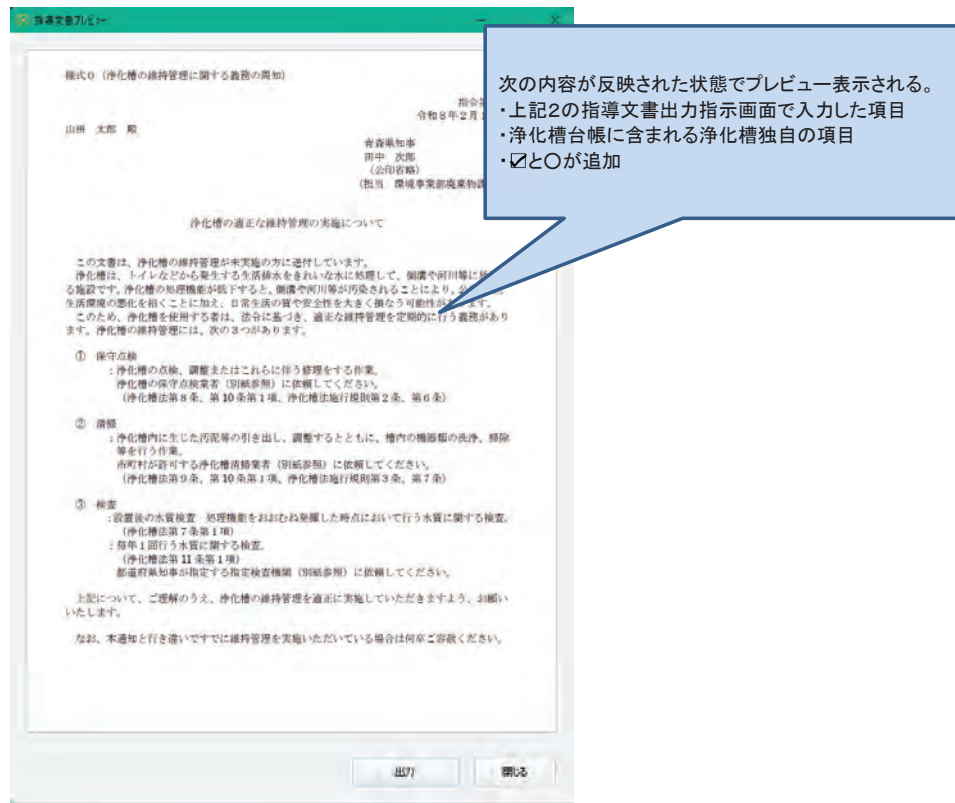 指導文書プレビュー
様式0（浄化槽の維持管理に関する義務の周知）
指令
令和8年2月
山田 太郎 殿
青森県知事
田中 次郎
（公印省略）
（担当 環境事業部廃棄物
浄化槽の適正な維持管理の実施について
この文書は、浄化槽の維持管理が未実施の方に送付しています。
浄化槽は、トイレなどから発生する生活排水をきれいな水に処理して、側溝や河川等に
る施設です。浄化槽の処理機能が低下すると、側溝や河川等が汚染されることにより、
生活環境の悪化を招くことに加え、日常生活の質や安全性を大きく損なう可能性が
このため、浄化槽を使用する者は、法令に基づき、適正な維持管理を定期的に行う義務があり
ます。浄化槽の維持管理には、次の3つがあります。
① 保守点検
：浄化槽の点検、調整またはこれらに伴う修理をする作業。
浄化槽の保守点検業者（別紙参照）に依頼してください。
（浄化槽法第8条、第10条第1項、浄化槽法施行規則第2条、第6条）
② 清掃
：浄化槽内に生じた汚泥等の引き出し、調整するとともに、槽内の機器類の洗浄、掃除
等を行う作業。
市町村が許可する浄化槽清掃業者（別紙参照）に依頼してください。
（浄化槽法第9条、第10条第1項、浄化槽法施行規則第3条、第7条）
③ 検査
：設置後の水質検査 処理機能をおおむね発揮した時点において行う水質に関する検査。
（浄化槽法第7条第1項）
：毎年1回行う水質に関する検査。
（浄化槽法第11条第1項）
都道府県知事が指定する指定検査機関（別紙参照）に依頼してください。
上記について、ご理解のうえ、浄化槽の維持管理を適正に実施していただきますよう、お願い
いたします。
なお、本通知と行き違いですでに維持管理を実施いただいている場合は何卒ご容赦ください。
出力 閉じる
次の内容が反映された状態でプレビュー表示される。
・上記2の指導文書出力指示画面で入力した項目
・浄化槽台帳に含まれる浄化槽独自の項目
・☑と〇が追加